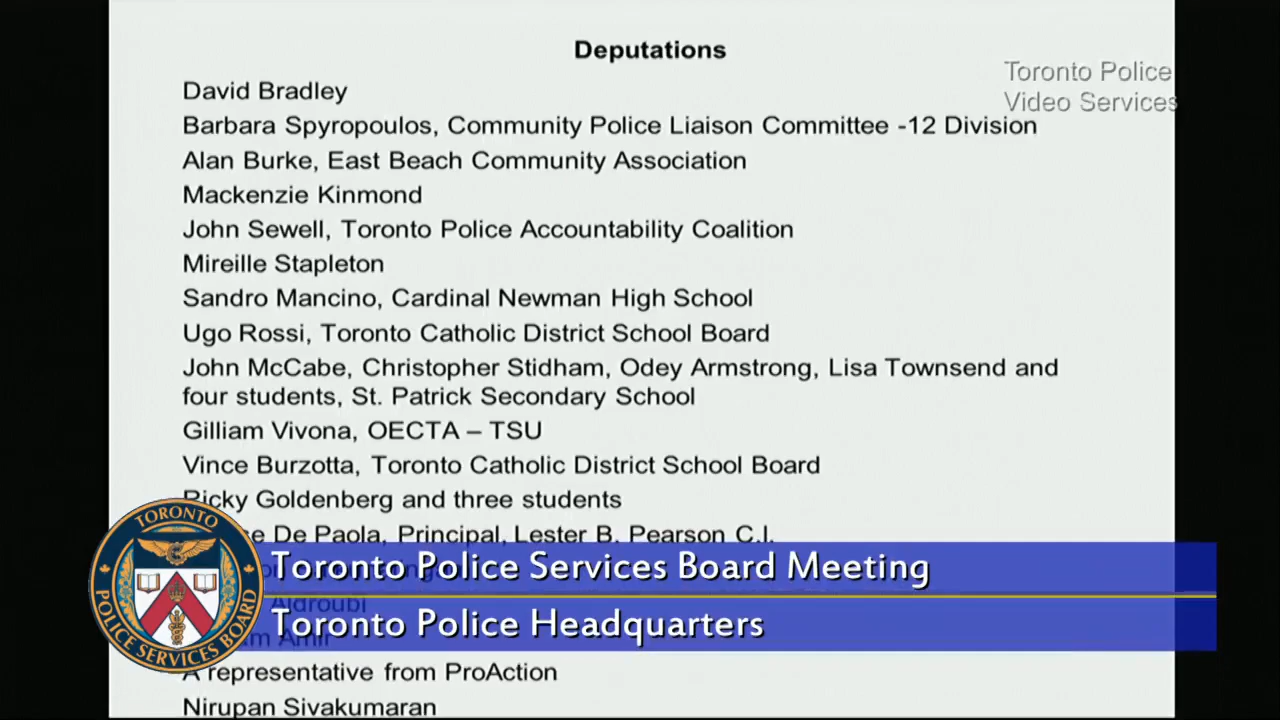 Deputations
Toronto Police
Video Services
David Bradley
Barbara Spyropoulos, Community Police Liaison Committee -12 Division
Alan Burke, East Beach Community Association
Mackenzie Kinmond
John Sewell, Toronto Police Accountability Coalition
Mireille Stapleton
Sandro Mancino, Cardinal Newman High School
Ugo Rossi, Toronto Catholic District School Board
John McCabe, Christopher Stidham, Odey Armstrong, Lisa Townsend and
four students, St. Patrick Secondary School
Gilliam Vivona, OECTA – TSU
Vince Burzotta, Toronto Catholic District School Board
Ricky Goldenberg and three students
De Paola, Principal, Lester B. Pearson C.I.
Toronto Police Services Board Meeting
Aldroubi
Toronto Police Headquarters
Amir
A representative from ProAction
Nirupan Sivakumaran
TORONTO
POLICE SERVICES BOARD